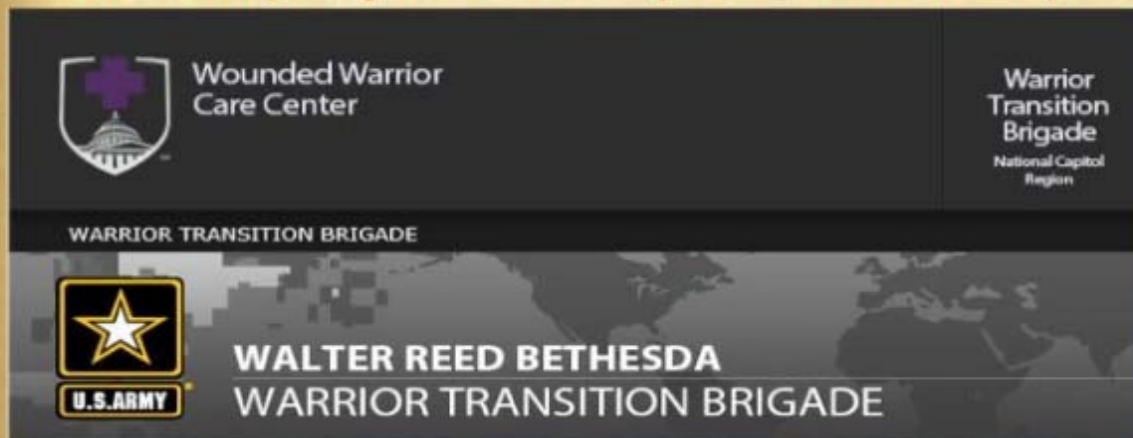 Wounded Warrior
Care Center
Warrior
Transition
Brigade
National Capitol
Region
WARRIOR TRANSITION BRIGADE
U.S.ARMY
WALTER REED BETHESDA
WARRIOR TRANSITION BRIGADE